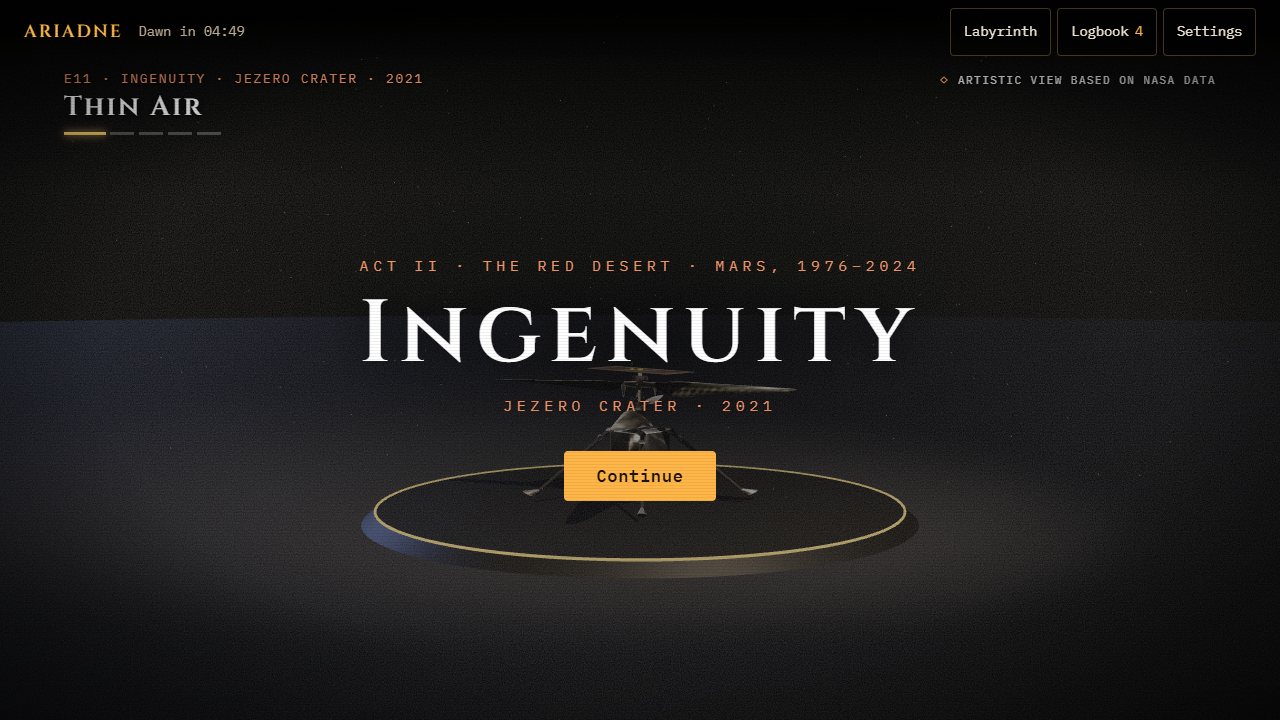 ARIADNE Dawn in 04:49 Labyrinth Logbook 4 Settings
E11 · INGENUITY · JEZERO CRATER · 2021
◇ ARTISTIC VIEW BASED ON NASA DATA
THIN AIR
ACT II · THE RED DESERT · MARS, 1976–2024
INGENUITY
JEZERO CRATER · 2021
Continue